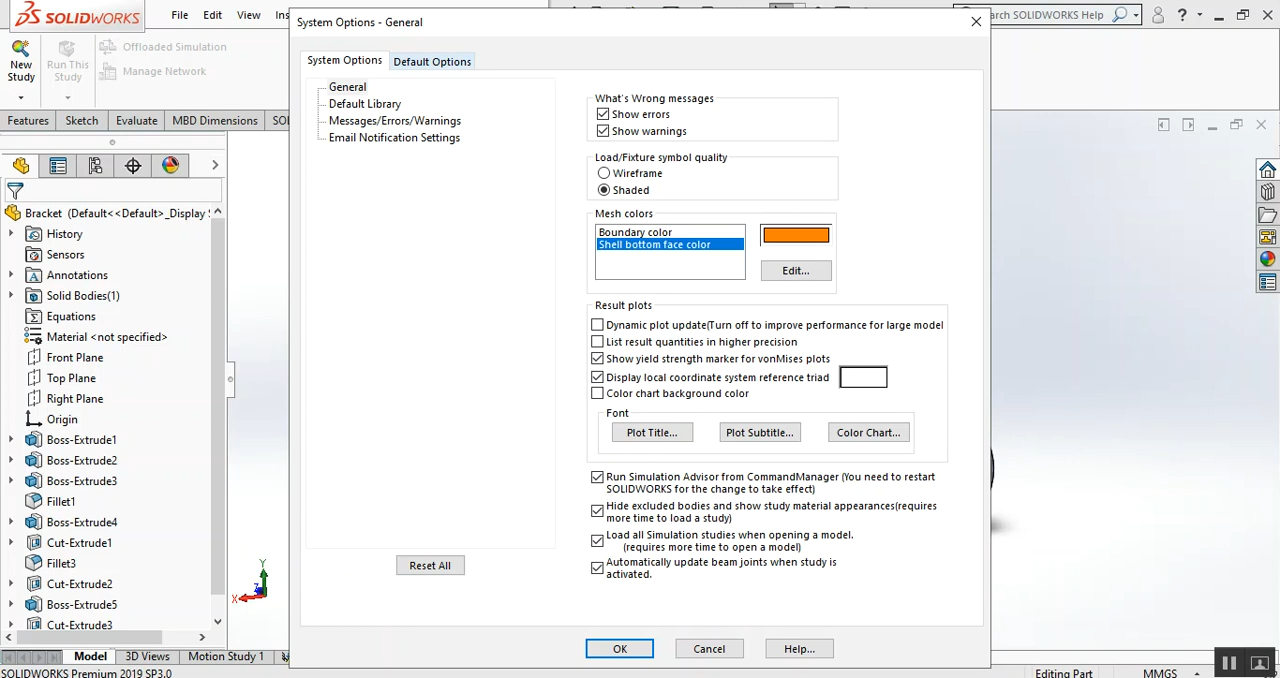 SOLIDWORKS
File
Edit
View
System Options - General
SOLIDWORKS Help
?
New
Study
Run This
Study
Offloaded Simulation
Manage Network
Features
Sketch
Evaluate
MBD Dimensions
System Options
Default Options
General
Default Library
Messages/Errors/Warnings
Email Notification Settings
What's Wrong messages
Show errors
Show warnings
Load/Fixture symbol quality
Wireframe
Shaded
Mesh colors
Boundary color
Shell bottom face color
Edit...
Result plots
Dynamic plot update(Turn off to improve performance for large model
List result quantities in higher precision
Show yield strength marker for vonMises plots
Display local coordinate system reference triad
Color chart background color
Font
Plot Title...
Plot Subtitle...
Color Chart...
Run Simulation Advisor from CommandManager (You need to restart
SOLIDWORKS for the change to take effect)
Hide excluded bodies and show study material appearances(requires
more time to load a study)
Load all Simulation studies when opening a model.
(requires more time to open a model)
Automatically update beam joints when study is
activated.
Reset All
OK
Cancel
Help...
Bracket (Default<<Default>_Display
History
Sensors
Annotations
Solid Bodies(1)
Equations
Material <not specified>
Front Plane
Top Plane
Right Plane
Origin
Boss-Extrude1
Boss-Extrude2
Boss-Extrude3
Fillet1
Boss-Extrude4
Cut-Extrude1
Fillet3
Cut-Extrude2
Boss-Extrude5
Cut-Extrude3
Y
X
Z
Model
3D Views
Motion Study 1
SOLIDWORKS Premium 2019 SP3.0
Editing Part
MMGS